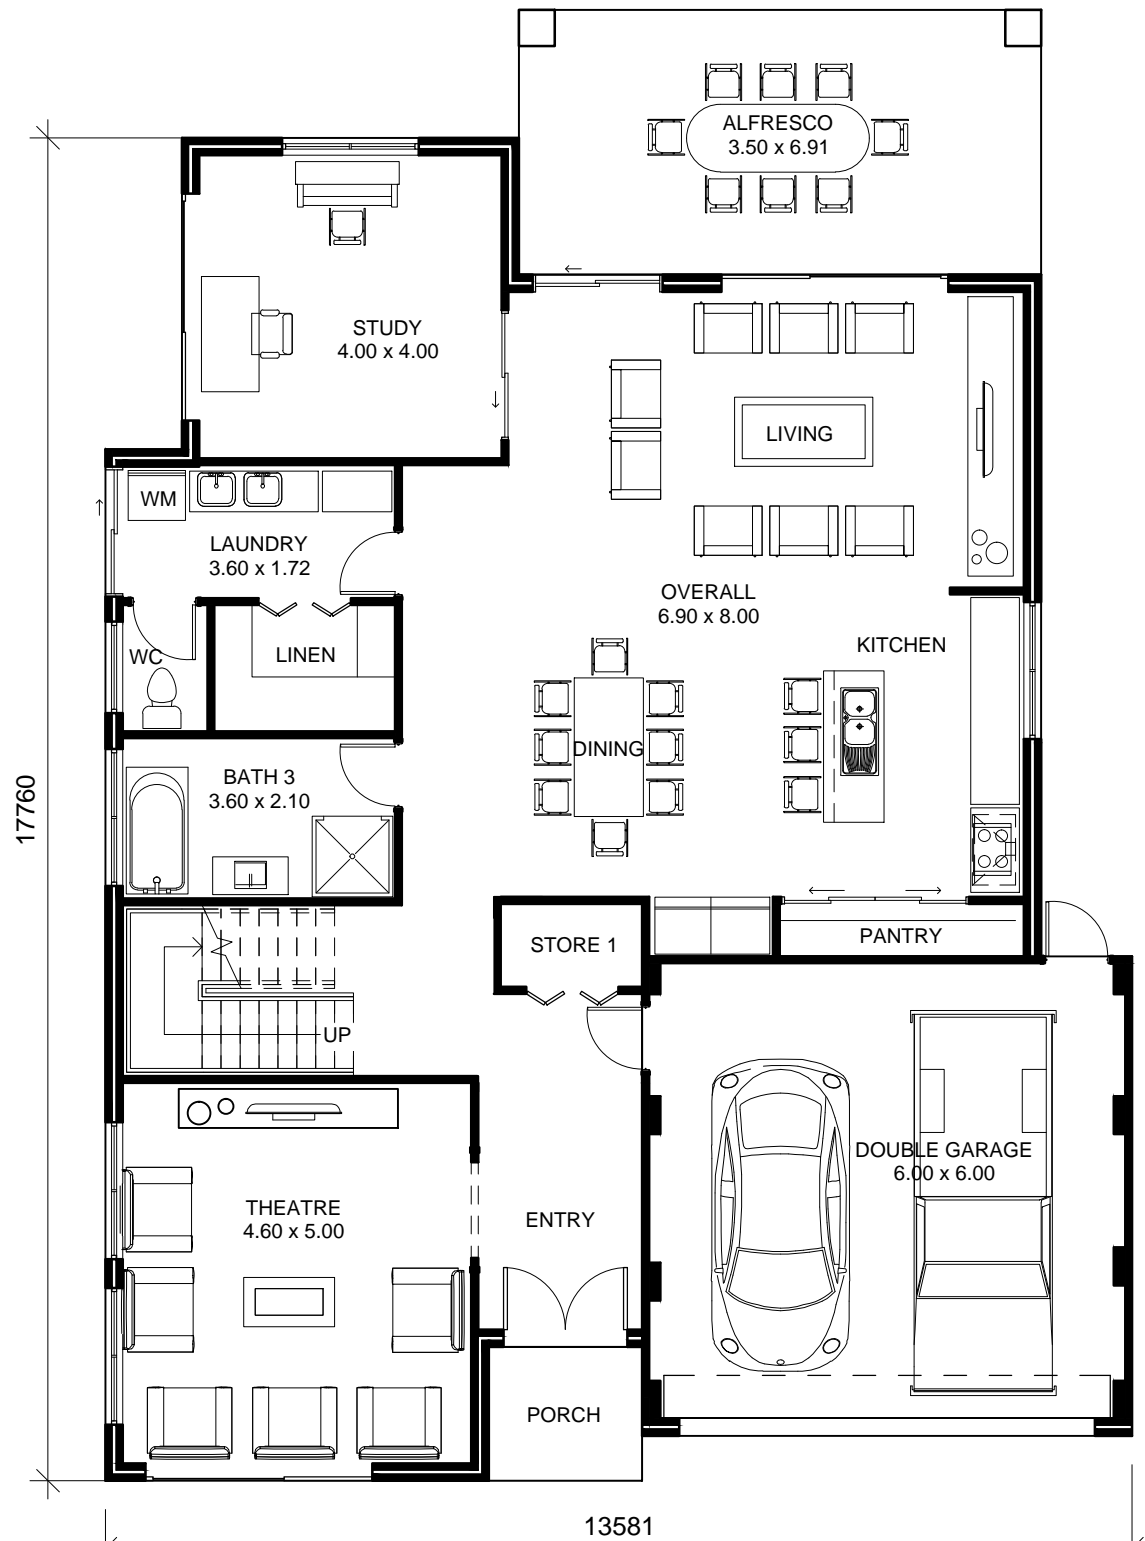 ALFRESCO
3.50 x 6.91
STUDY
4.00 x 4.00
LIVING
WM
LAUNDRY
3.60 x 1.72
OVERALL
6.90 x 8.00
KITCHEN
WC
LINEN
DINING
BATH 3
3.60 x 2.10
17760
STORE 1
PANTRY
UP
DOUBLE GARAGE
6.00 x 6.00
THEATRE
4.60 x 5.00
ENTRY
PORCH
13581